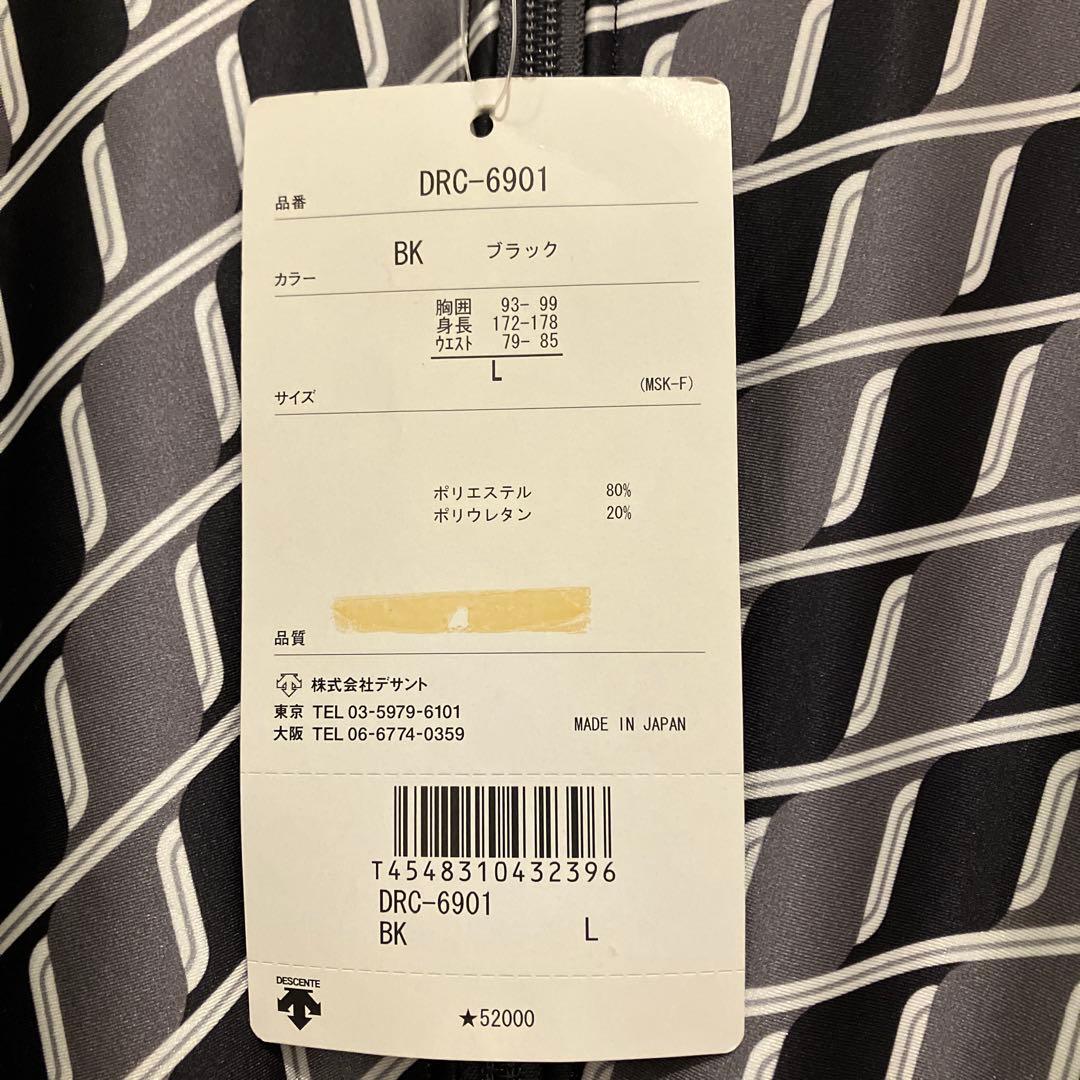 品番 DRC-6901
カラー BK ブラック
胸囲 93- 99
身長 172-178
ウエスト 79- 85
L
サイズ (MSK-F)
ポリエステル 80%
ポリウレタン 20%
品質
株式会社デサント
東京 TEL 03-5979-6101
大阪 TEL 06-6774-0359
MADE IN JAPAN
T4548310432396
DRC-6901
BK L
DESCENTE
★52000